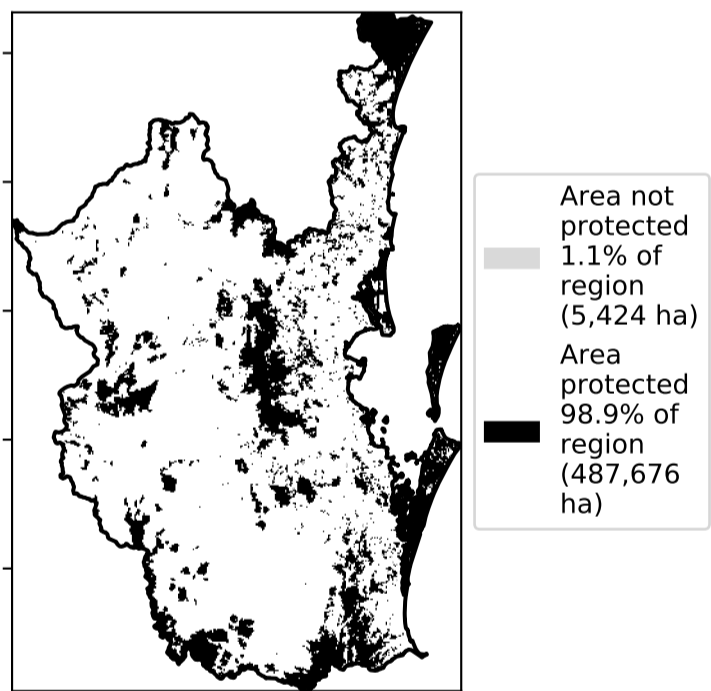 Area not
protected
1.1% of
region
(5,424 ha)
Area
protected
98.9% of
region
(487,676
ha)